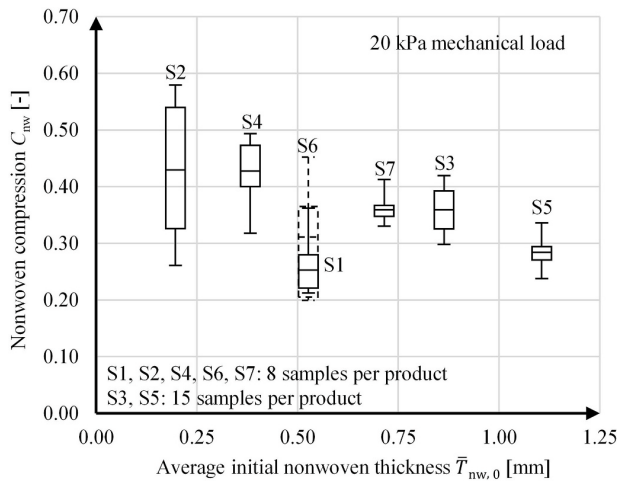 0.70
20 kPa mechanical load
0.60
S2
0.50
S4
S6
0.40
S7
S3
0.30
S5
S1
0.20
0.10
S1, S2, S4, S6, S7: 8 samples per product
S3, S5: 15 samples per product
0.00
0.00 0.25 0.50 0.75 1.00 1.25
Nonwoven compression Cnw [-]
Average initial nonwoven thickness T̅nw, 0 [mm]